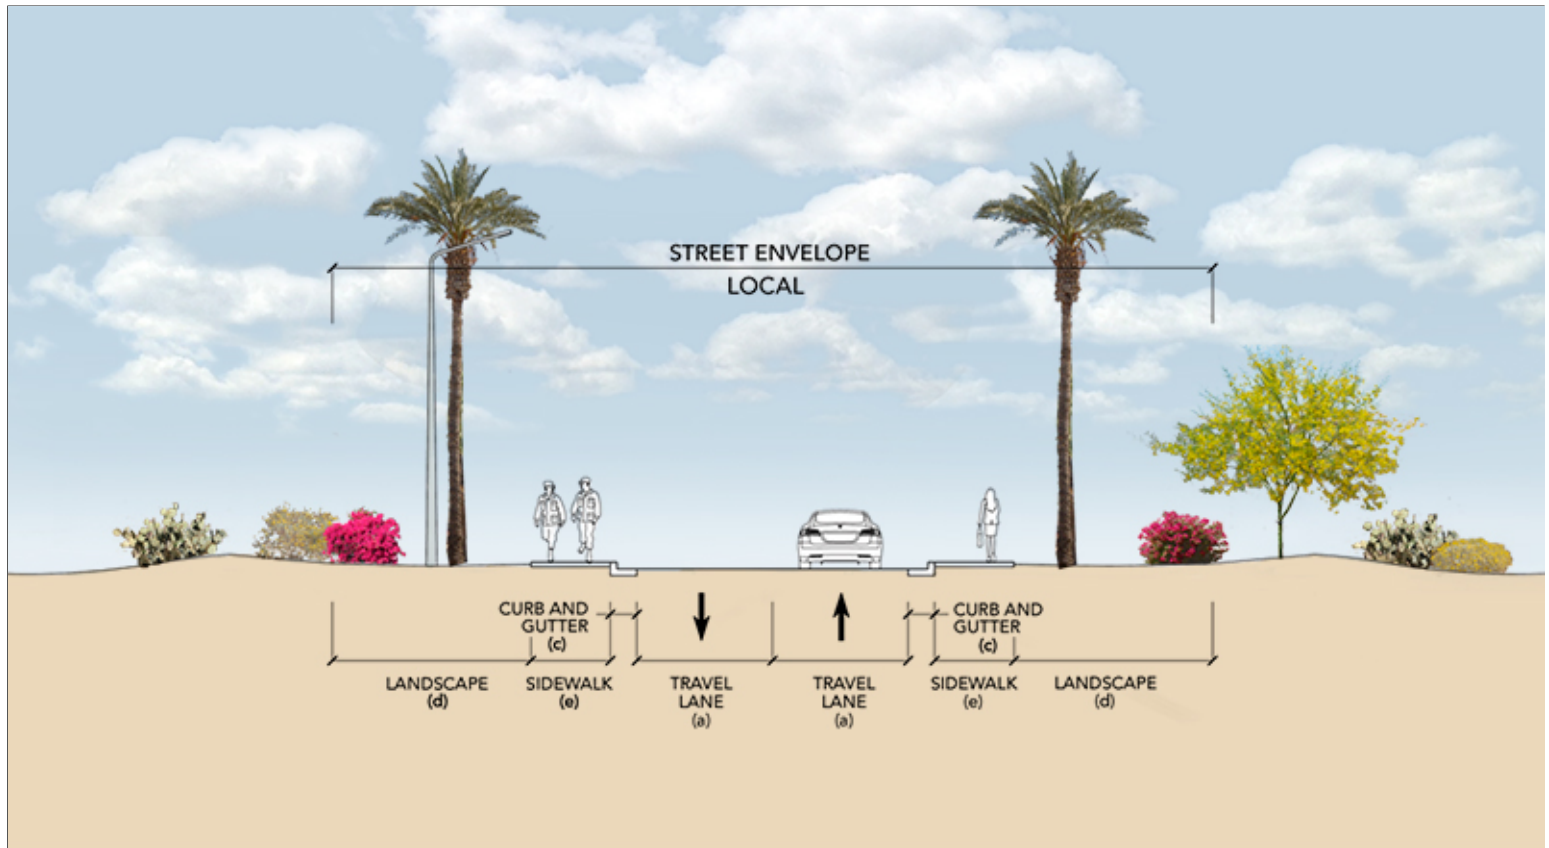 STREET ENVELOPE
LOCAL
CURB AND
GUTTER
(c)
CURB AND
GUTTER
(c)
LANDSCAPE
(d)
SIDEWALK
(e)
TRAVEL
LANE
(a)
TRAVEL
LANE
(a)
SIDEWALK
(e)
LANDSCAPE
(d)